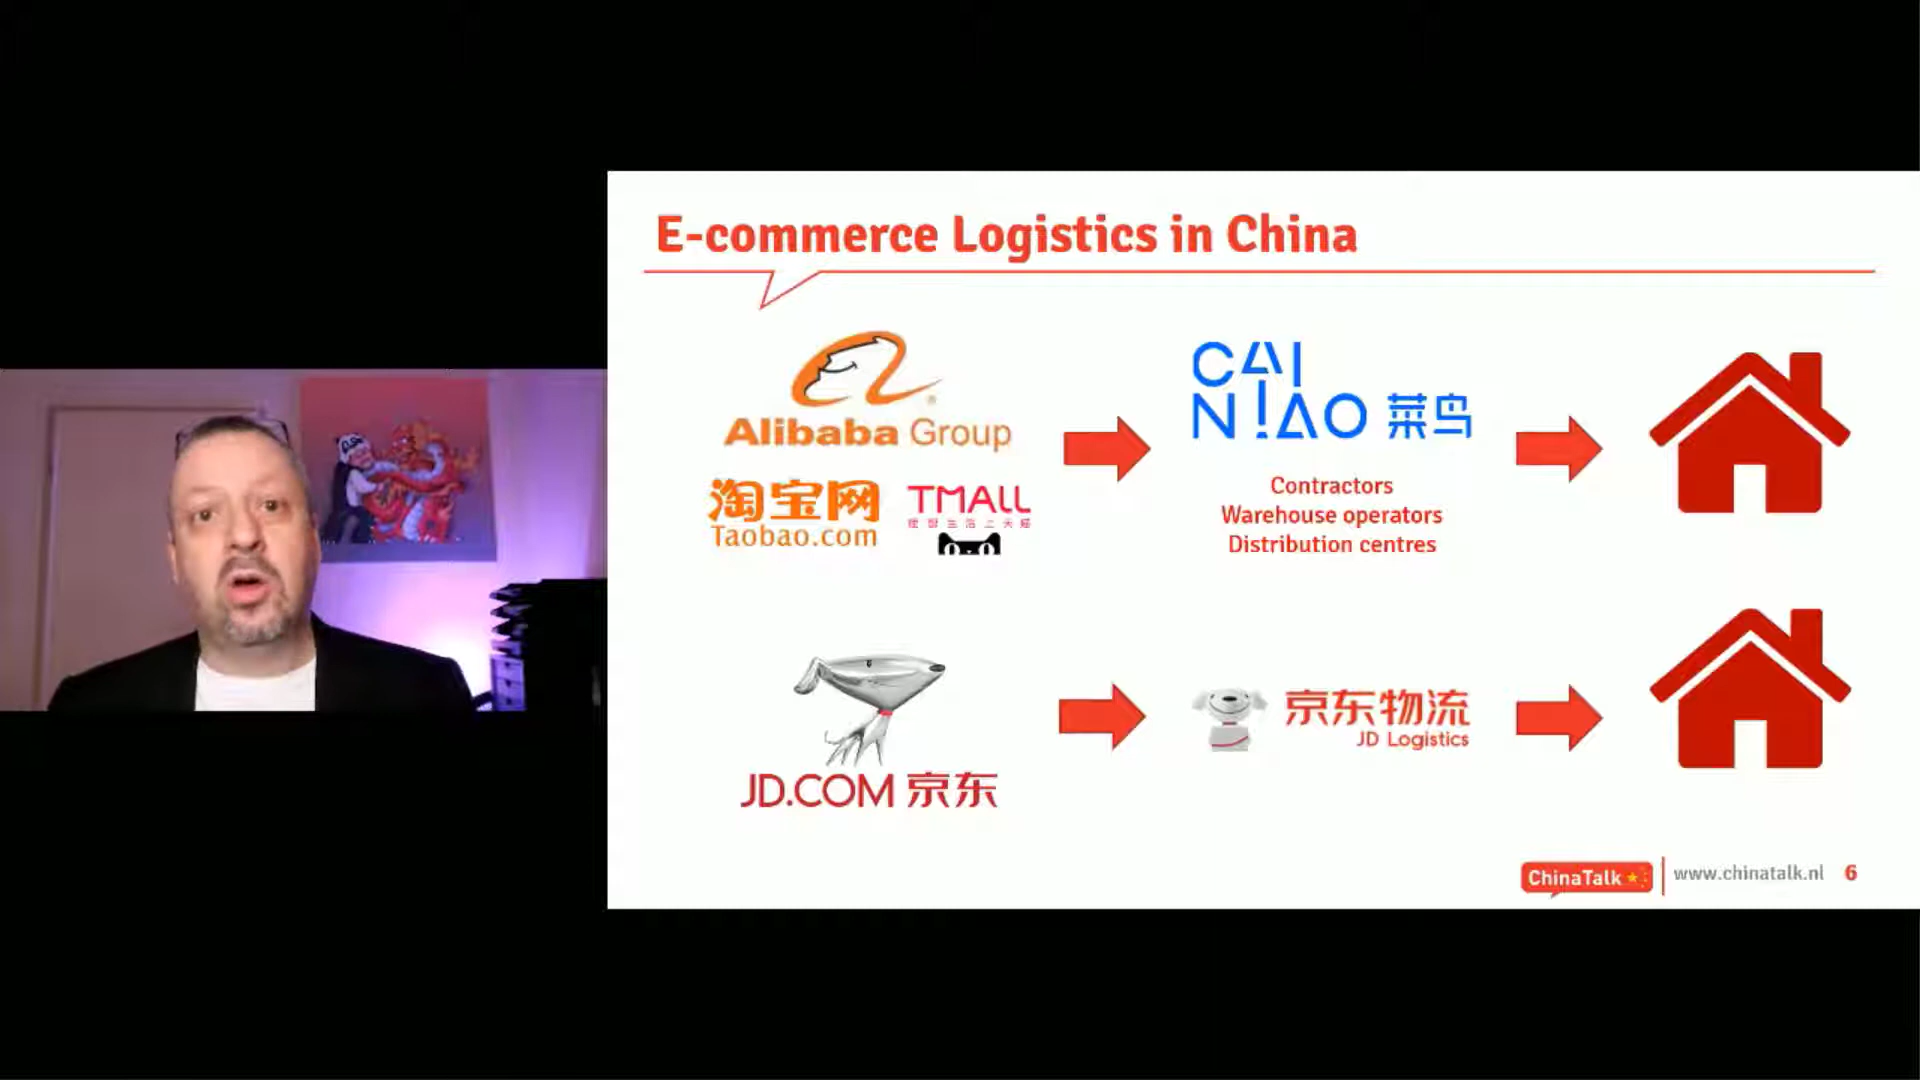 E-commerce Logistics in China
Alibaba Group
淘宝网
Taobao.com
TMALL
CAI
NIAO 菜鸟
Contractors
Warehouse operators
Distribution centres
JD.COM 京东
京东物流
JD Logistics
ChinaTalk
www.chinatalk.nl 6